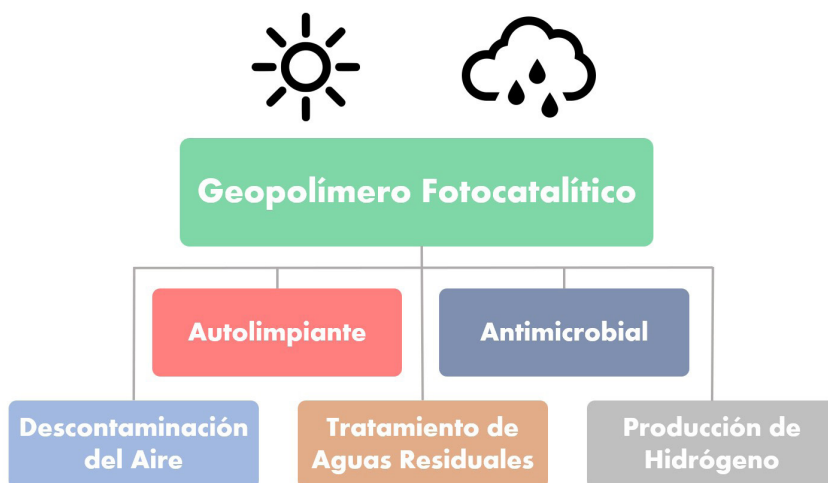 Geopolímero Fotocatalítico
Autolimpiante
Antimicrobial
Descontaminación
del Aire
Tratamiento de
Aguas Residuales
Producción de
Hidrógeno